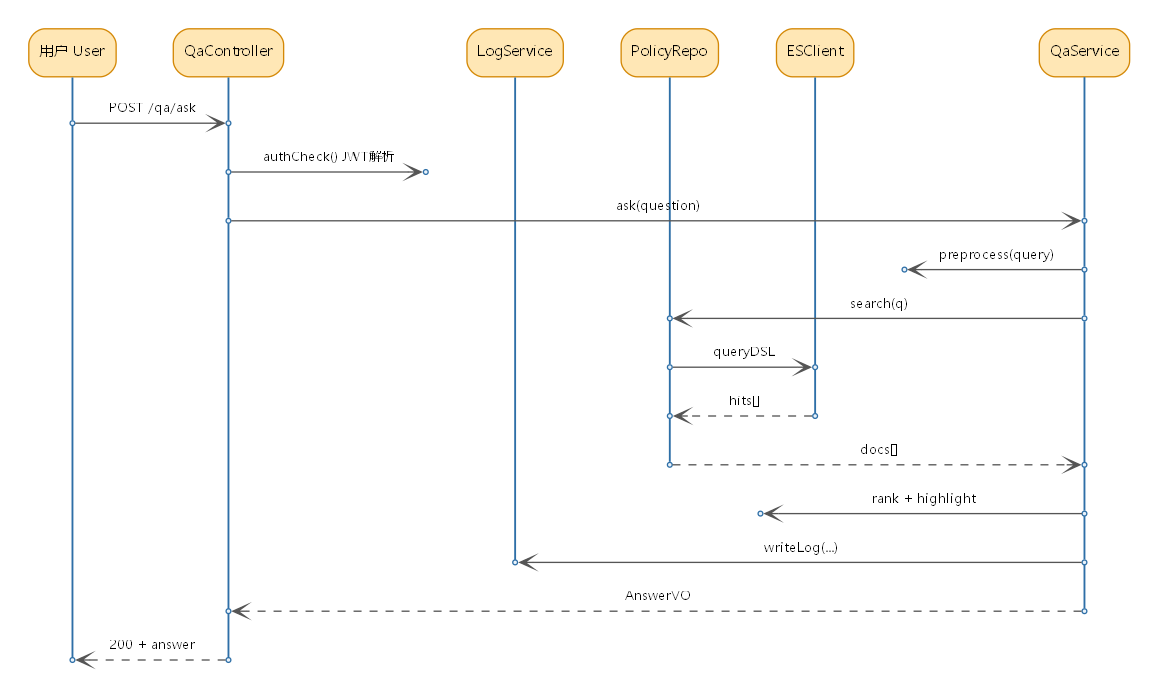 用户 User
QaController
LogService
PolicyRepo
ESClient
QaService
POST /qa/ask
authCheck() JWT解析
ask(question)
preprocess(query)
search(q)
queryDSL
hits[]
docs[]
rank + highlight
writeLog(...)
AnswerVO
200 + answer